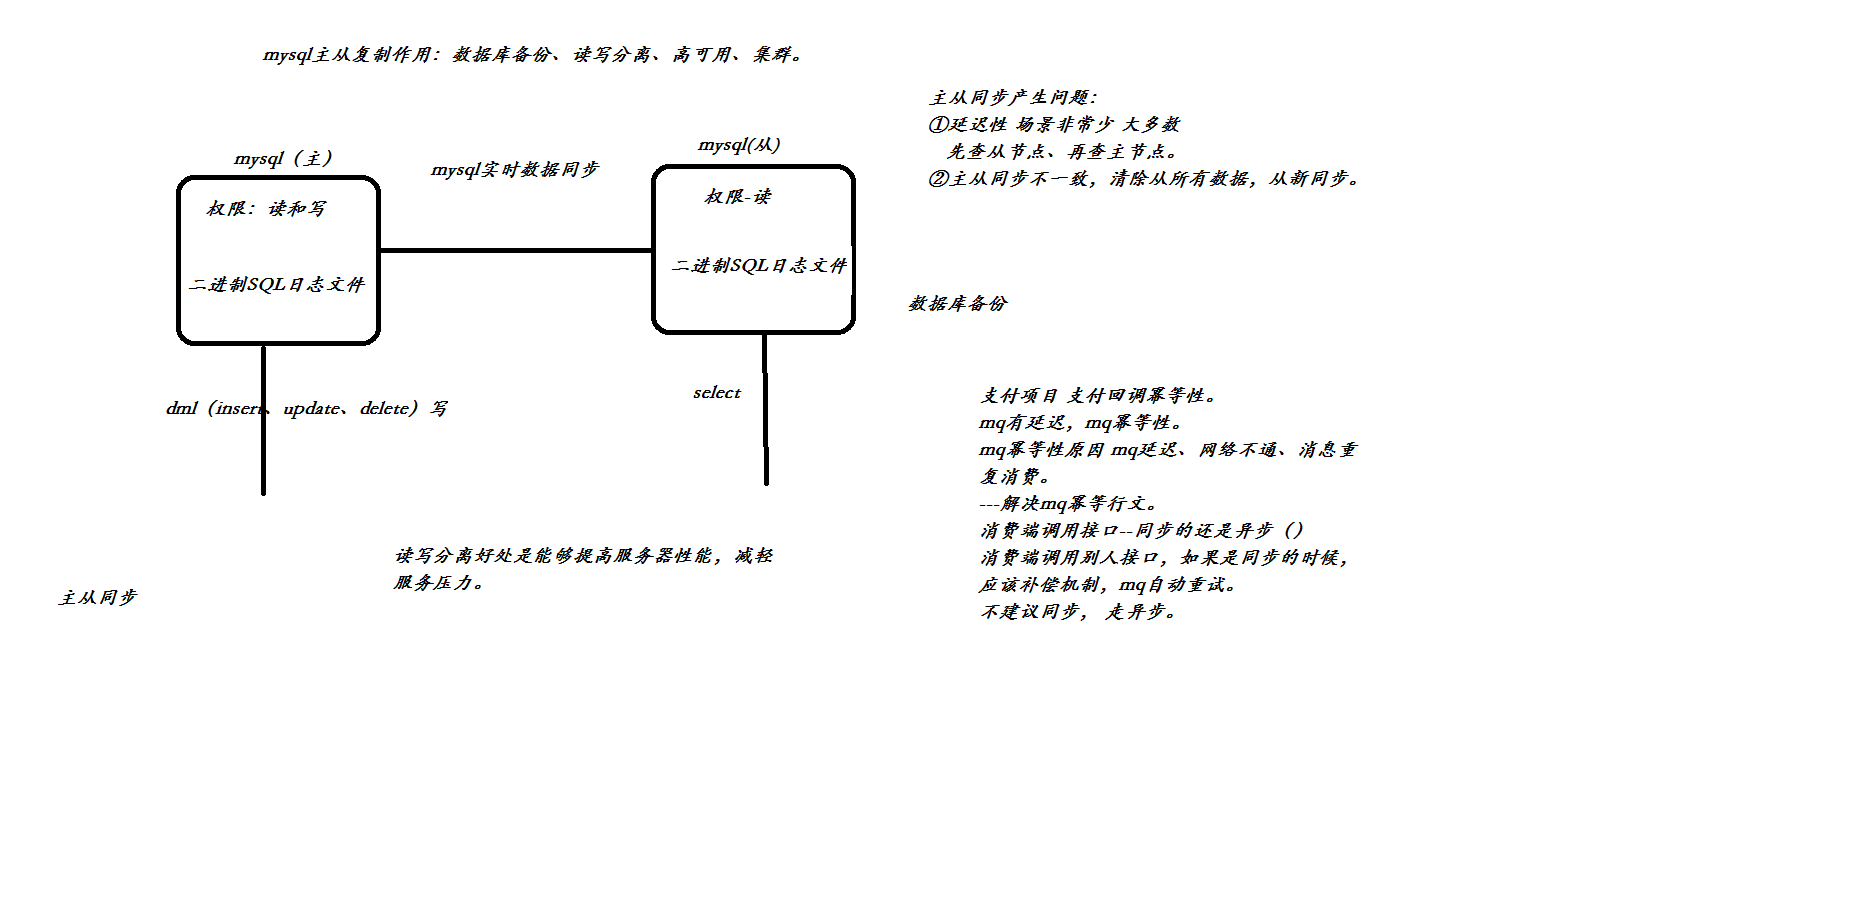 mysql主从复制作用：数据库备份、读写分离、高可用、集群。
主从同步产生问题：
①延迟性 场景非常少 大多数
先查从节点、再查主节点。
②主从同步不一致，清除从所有数据，从新同步。
mysql（主）
mysql实时数据同步
mysql(从)
权限：读和写
权限-读
二进制SQL日志文件
二进制SQL日志文件
数据库备份
dml（insert、update、delete）写
select
支付项目 支付回调幂等性。
mq有延迟，mq幂等性。
mq幂等性原因 mq延迟、网络不通、消息重
复消费。
---解决mq幂等行文。
消费端调用接口--同步的还是异步（）
消费端调用别人接口，如果是同步的时候，
应该补偿机制，mq自动重试。
不建议同步， 走异步。
读写分离好处是能够提高服务器性能，减轻
服务压力。
主从同步